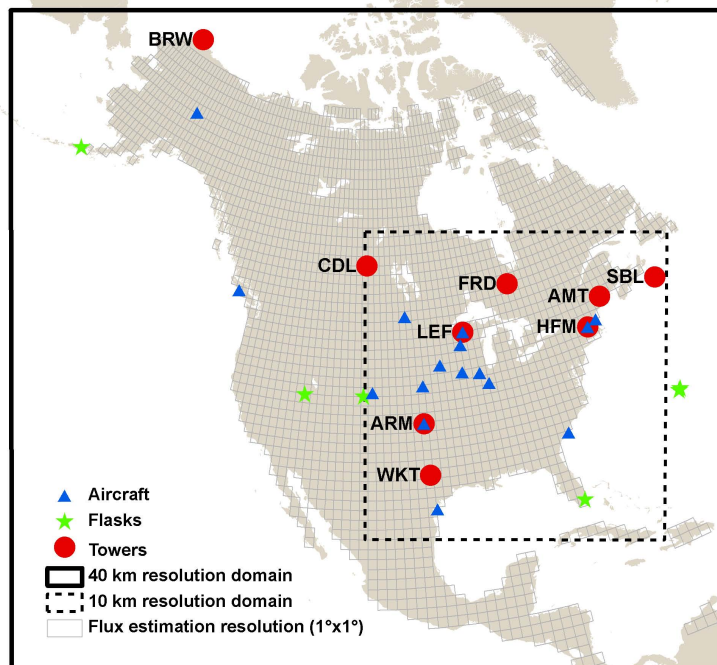 BRW
CDL
FRD
SBL
AMT
LEF
HFM
ARM
WKT
Aircraft
Flasks
Towers
40 km resolution domain
10 km resolution domain
Flux estimation resolution (1°x1°)